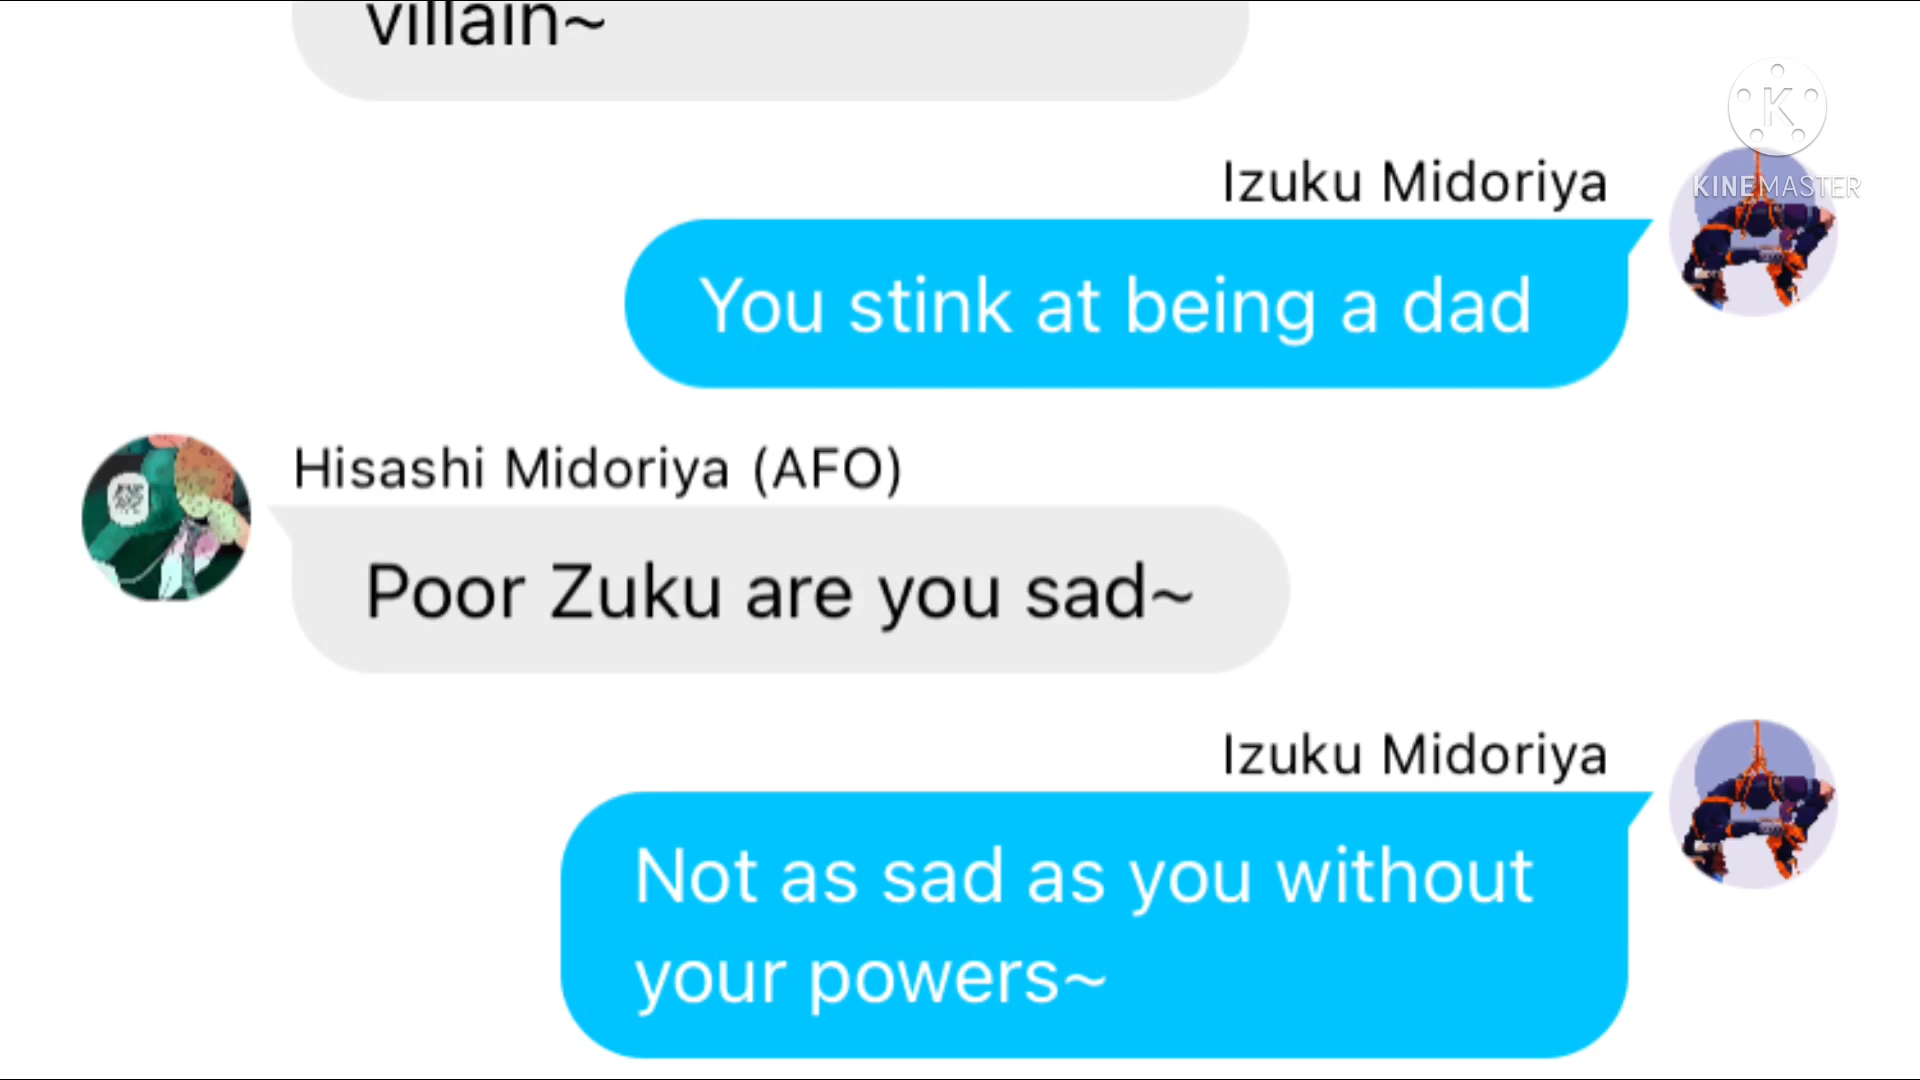 villain~
Izuku Midoriya
K
KINEMASTER
You stink at being a dad
Hisashi Midoriya (AFO)
Poor Zuku are you sad~
Izuku Midoriya
Not as sad as you without
your powers~